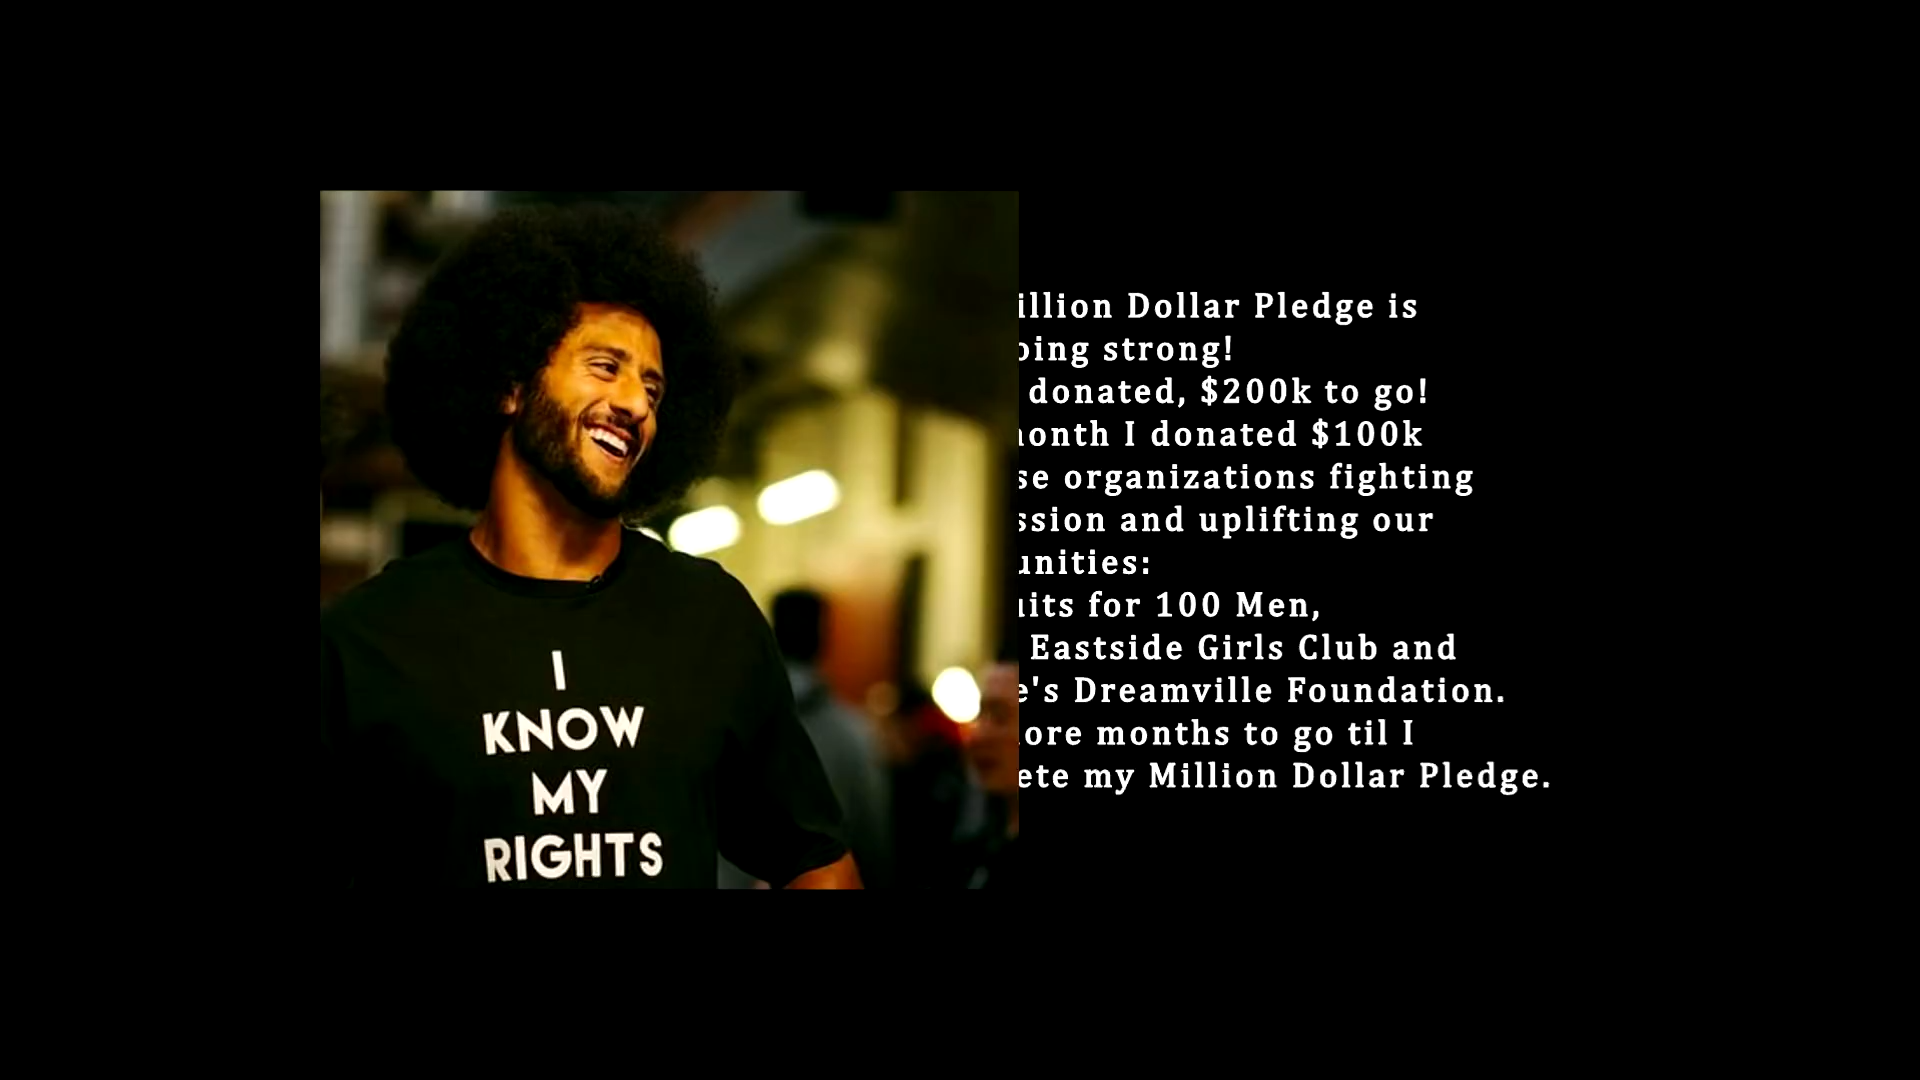 I
KNOW
MY
RIGHTS
illion Dollar Pledge is
oing strong!
donated, $200k to go!
onth I donated $100k
se organizations fighting
ssion and uplifting our
unities:
uits for 100 Men,
Eastside Girls Club and
e's Dreamville Foundation.
ore months to go til I
ete my Million Dollar Pledge.